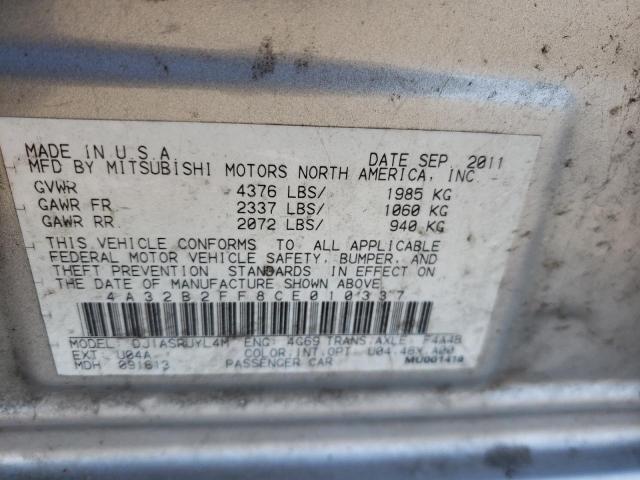 MADE IN U.S.A DATE SEP. 2011
MFD BY MITSUBISHI MOTORS NORTH AMERICA, INC.
GVWR 4376 LBS/ 1985 KG
GAWR FR 2337 LBS/ 1060 KG
GAWR RR 2072 LBS/ 940 KG
THIS VEHICLE CONFORMS TO ALL APPLICABLE
FEDERAL MOTOR VEHICLE SAFETY, BUMPER, AND
THEFT PREVENTION STANDARDS IN EFFECT ON
THE DATE OF MANUFACTURE SHOWN ABOVE.
4A32B2FF8CE010337
MODEL: DJ1ASRUYL4M ENG: 4G69 TRANS.AXLE: F4A4B
EXT: U04A COLOR.INT.OPT: U04.46X.A00
MDH 091613 PASSENGER CAR MU001419